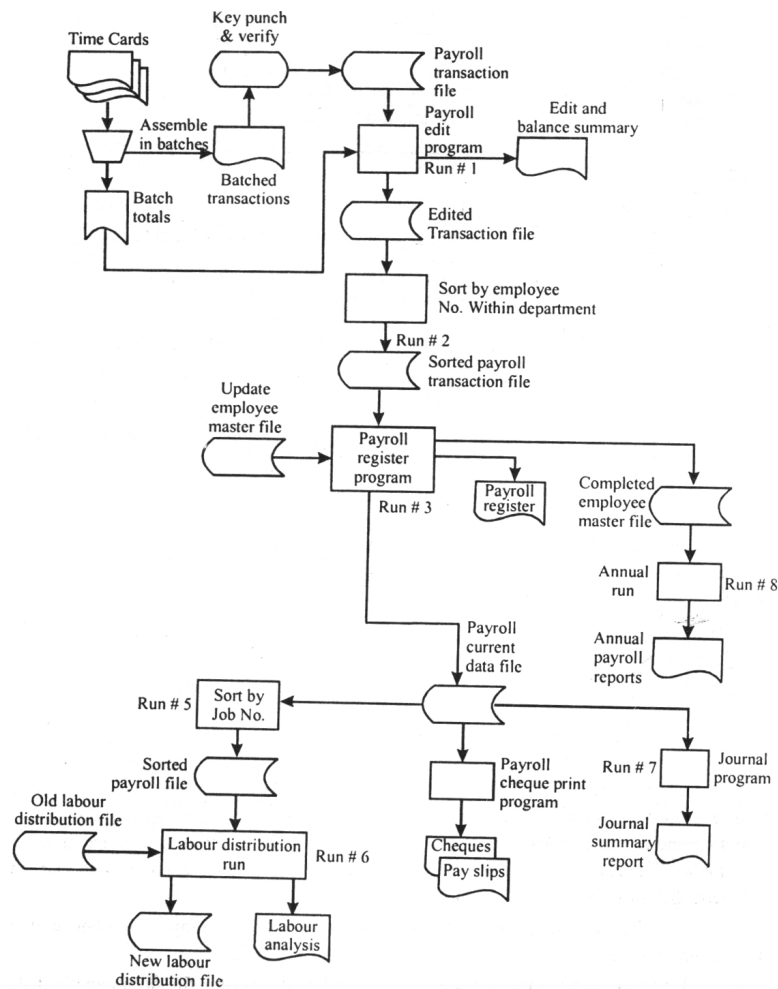 Key punch
& verify
Time Cards
Payroll
transaction
file
Assemble
in batches
Payroll
edit
program
Run # 1
Edit and
balance summary
Batched
transactions
Batch
totals
Edited
Transaction file
Sort by employee
No. Within department
Run # 2
Sorted payroll
transaction file
Update
employee
master file
Payroll
register
program
Run # 3
Payroll
register
Completed
employee
master file
Annual
run
Run # 8
Annual
payroll
reports
Payroll
current
data file
Run # 5
Sort by
Job No.
Sorted
payroll file
Payroll
cheque print
program
Run # 7
Journal
program
Old labour
distribution file
Labour distribution
run
Run # 6
Cheques
Pay slips
Journal
summary
report
Labour
analysis
New labour
distribution file